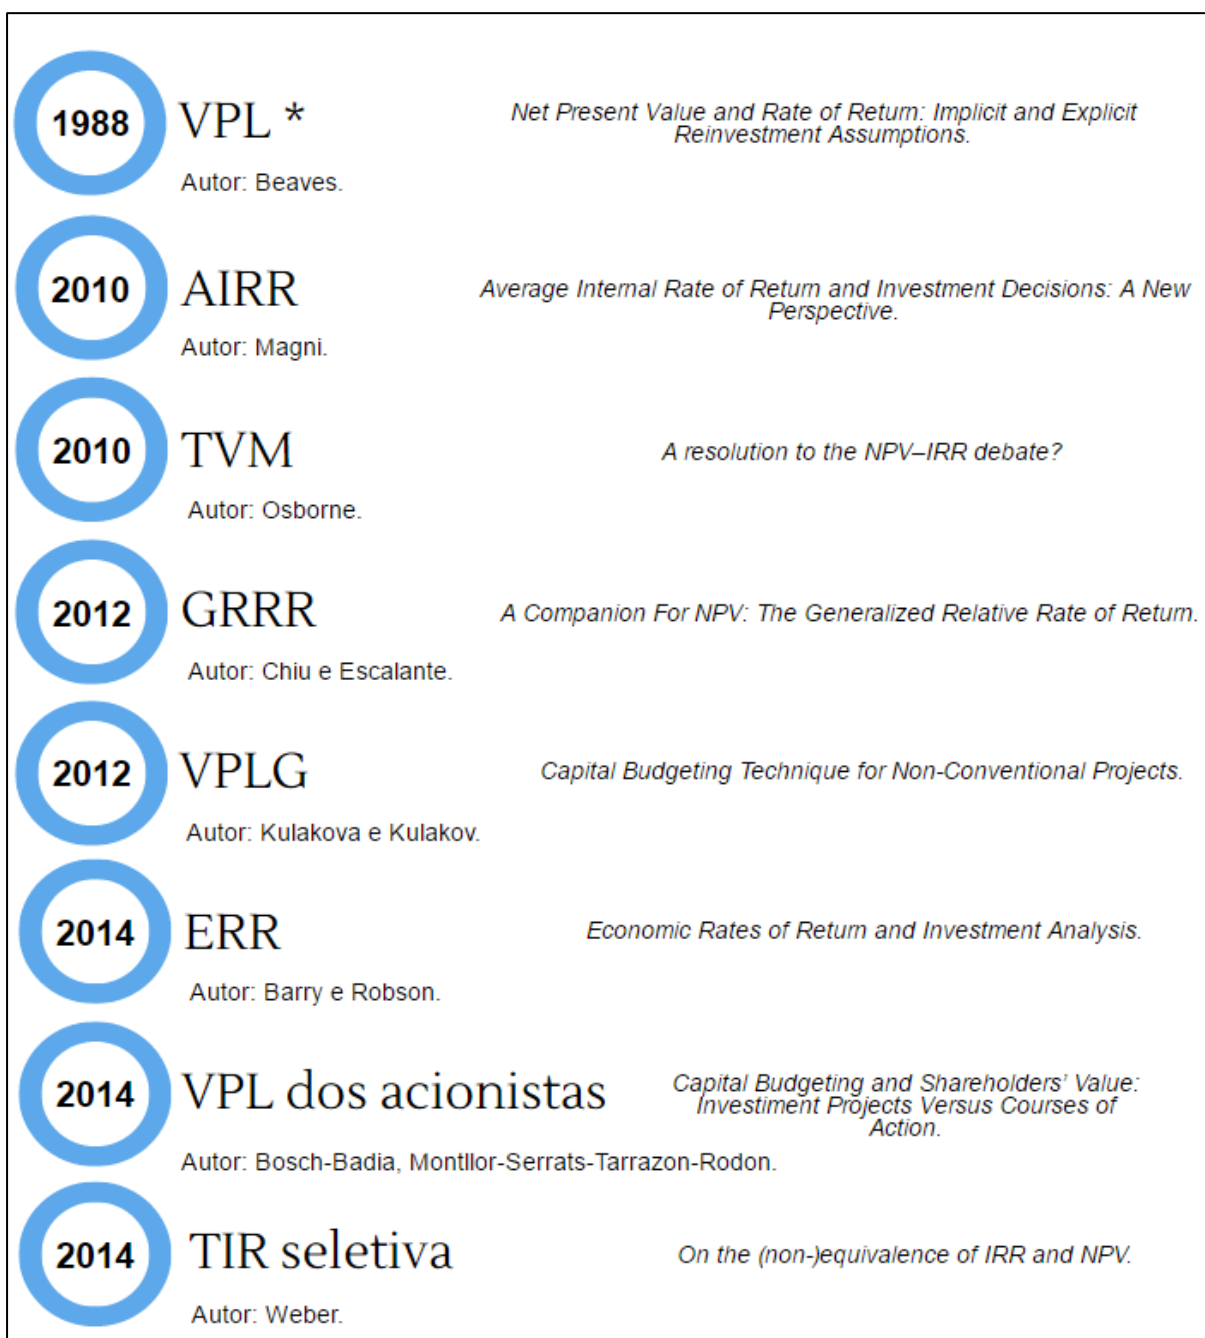 1988
VPL *
Net Present Value and Rate of Return: Implicit and Explicit
Reinvestment Assumptions.
Autor: Beaves.
2010
AIRR
Average Internal Rate of Return and Investment Decisions: A New
Perspective.
Autor: Magni.
2010
TVM
A resolution to the NPV–IRR debate?
Autor: Osborne.
2012
GRRR
A Companion For NPV: The Generalized Relative Rate of Return.
Autor: Chiu e Escalante.
2012
VPLG
Capital Budgeting Technique for Non-Conventional Projects.
Autor: Kulakova e Kulakov.
2014
ERR
Economic Rates of Return and Investment Analysis.
Autor: Barry e Robson.
2014
VPL dos acionistas
Capital Budgeting and Shareholders' Value:
Investiment Projects Versus Courses of
Action.
Autor: Bosch-Badia, Montllor-Serrats-Tarrazon-Rodon.
2014
TIR seletiva
On the (non-)equivalence of IRR and NPV.
Autor: Weber.